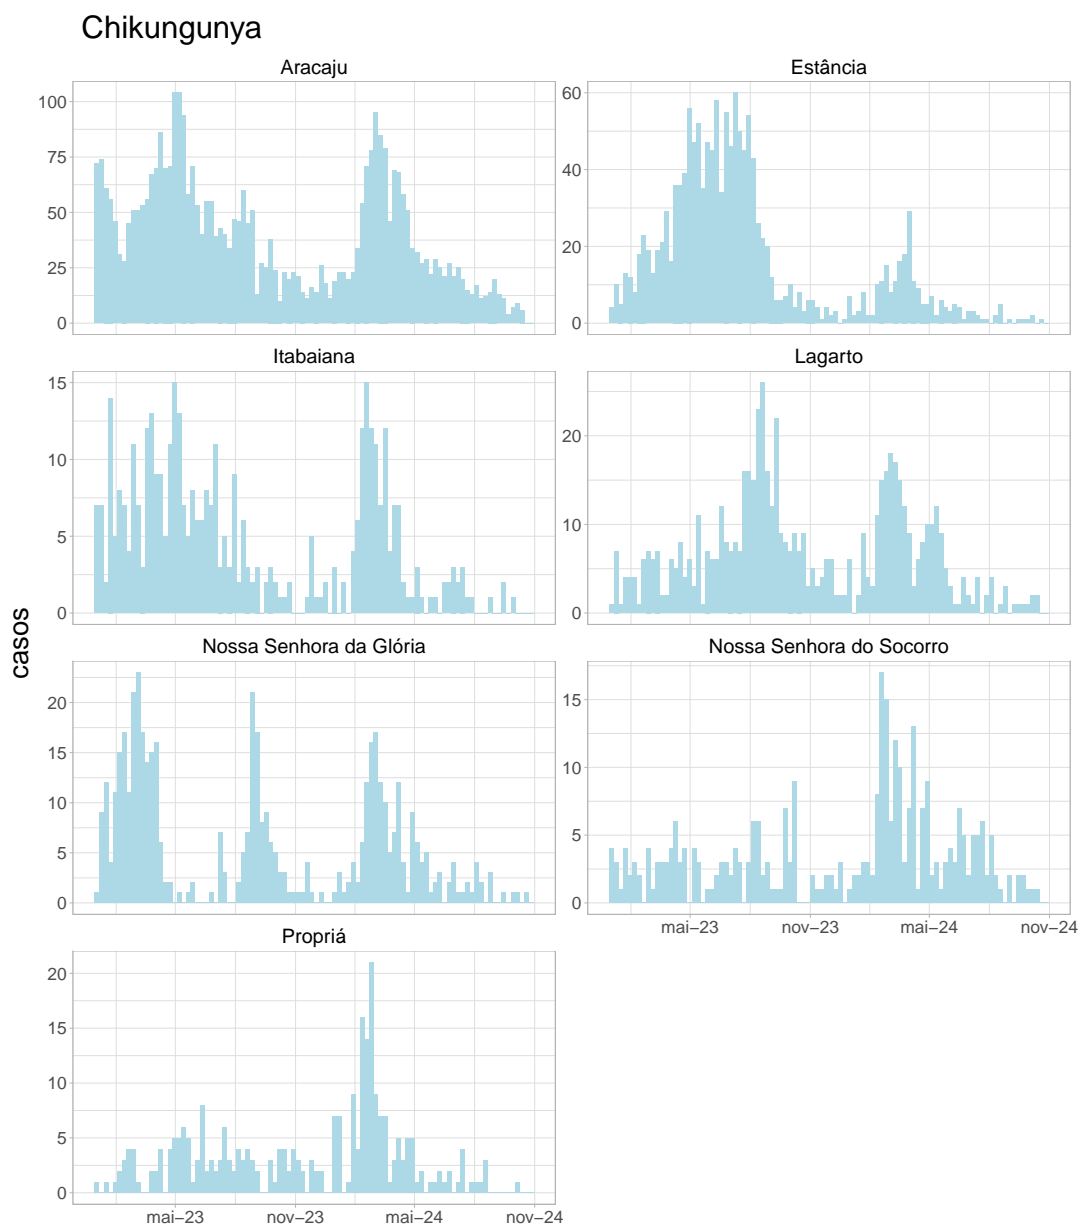 Chikungunya
Aracaju
100
75
50
25
0
Estância
60
40
20
0
Itabaiana
15
10
5
0
Lagarto
20
10
0
casos
Nossa Senhora da Glória
20
15
10
5
0
Nossa Senhora do Socorro
15
10
5
0
mai−23 nov−23 mai−24 nov−24
Propriá
20
15
10
5
0
mai−23 nov−23 mai−24 nov−24